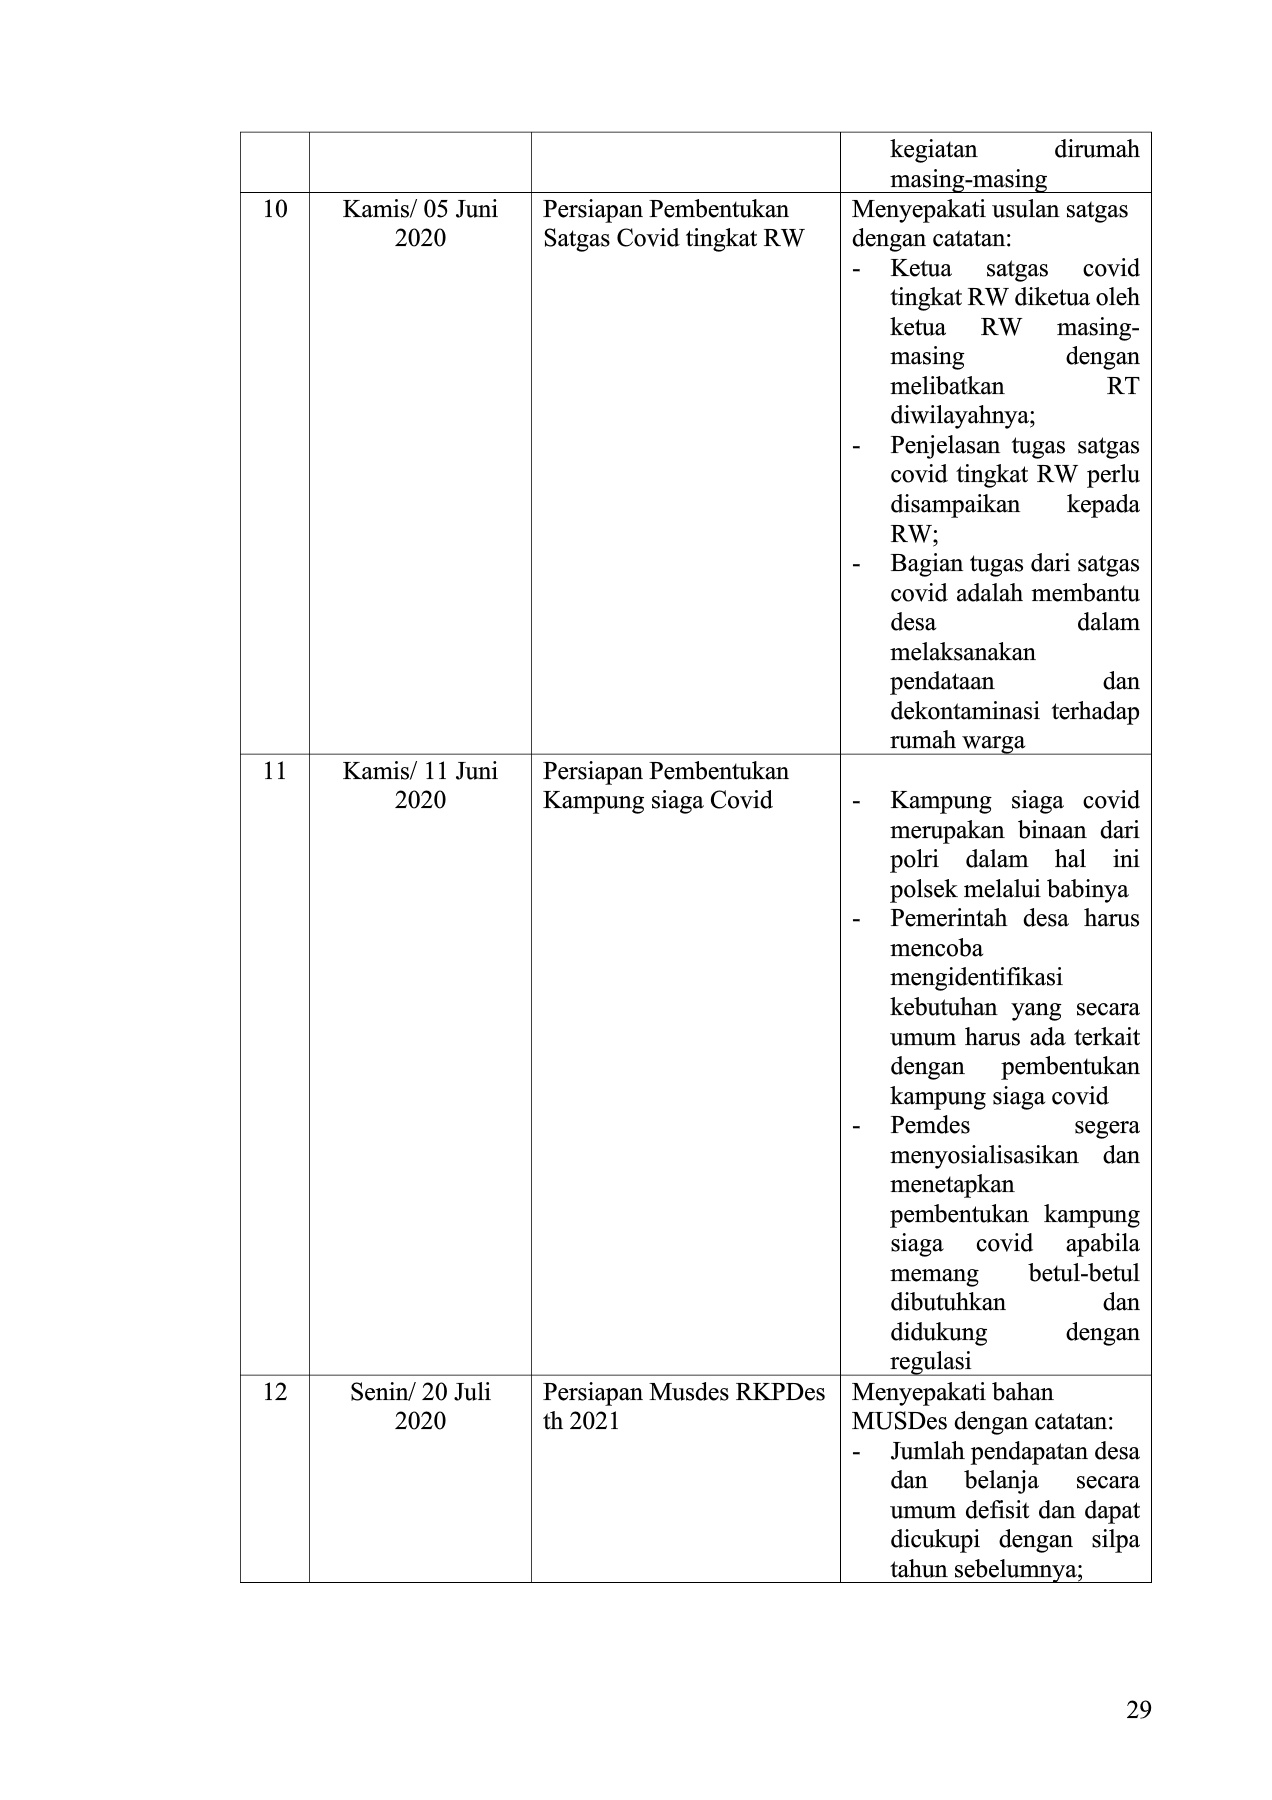 kegiatan dirumah
masing-masing
10
Kamis/ 05 Juni
2020
Persiapan Pembentukan
Satgas Covid tingkat RW
Menyepakati usulan satgas
dengan catatan:
- Ketua satgas covid
tingkat RW diketua oleh
ketua RW masing-
masing dengan
melibatkan RT
diwilayahnya;
- Penjelasan tugas satgas
covid tingkat RW perlu
disampaikan kepada
RW;
- Bagian tugas dari satgas
covid adalah membantu
desa dalam
melaksanakan
pendataan dan
dekontaminasi terhadap
rumah warga
11
Kamis/ 11 Juni
2020
Persiapan Pembentukan
Kampung siaga Covid
- Kampung siaga covid
merupakan binaan dari
polri dalam hal ini
polsek melalui babinya
- Pemerintah desa harus
mencoba
mengidentifikasi
kebutuhan yang secara
umum harus ada terkait
dengan pembentukan
kampung siaga covid
- Pemdes segera
menyosialisasikan dan
menetapkan
pembentukan kampung
siaga covid apabila
memang betul-betul
dibutuhkan dan
didukung dengan
regulasi
12
Senin/ 20 Juli
2020
Persiapan Musdes RKPDes
th 2021
Menyepakati bahan
MUSDes dengan catatan:
- Jumlah pendapatan desa
dan belanja secara
umum defisit dan dapat
dicukupi dengan silpa
tahun sebelumnya;
29